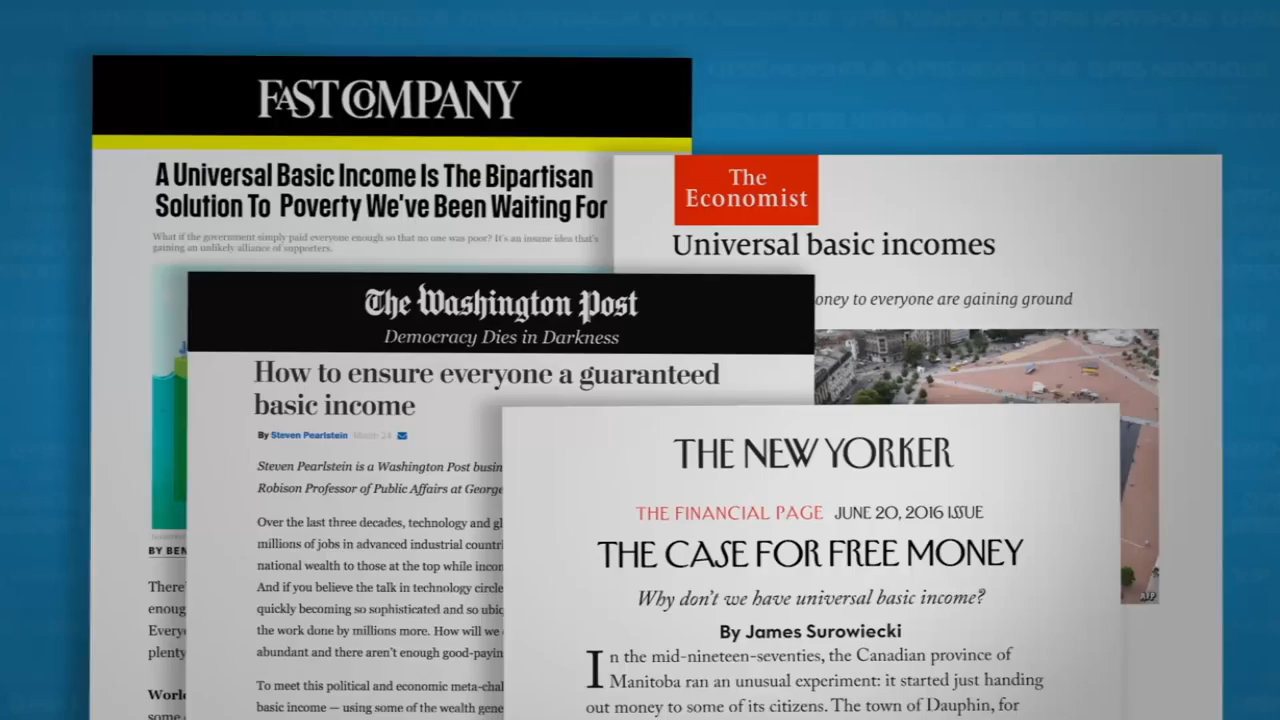 FAST COMPANY
A Universal Basic Income Is The Bipartisan
Solution To Poverty We've Been Waiting For
What if the government simply paid everyone enough so that no one was poor? It's an insane idea that's
gaining an unlikely alliance of supporters.
BY BEN
There'
enoug
Every
plenty
World
some
The
Economist
Universal basic incomes
oney to everyone are gaining ground
AFP
The Washington Post
Democracy Dies in Darkness
How to ensure everyone a guaranteed
basic income
By Steven Pearlstein March 24
Steven Pearlstein is a Washington Post busin
Robison Professor of Public Affairs at George
Over the last three decades, technology and gl
millions of jobs in advanced industrial countri
national wealth to those at the top while incom
And if you believe the talk in technology circle
quickly becoming so sophisticated and so ubiq
the work done by millions more. How will we
abundant and there aren't enough good-payin
To meet this political and economic meta-chal
basic income — using some of the wealth gene
THE NEW YORKER
THE FINANCIAL PAGE JUNE 20, 2016 ISSUE
THE CASE FOR FREE MONEY
Why don't we have universal basic income?
By James Surowiecki
In the mid-nineteen-seventies, the Canadian province of
Manitoba ran an unusual experiment: it started just handing
out money to some of its citizens. The town of Dauphin, for